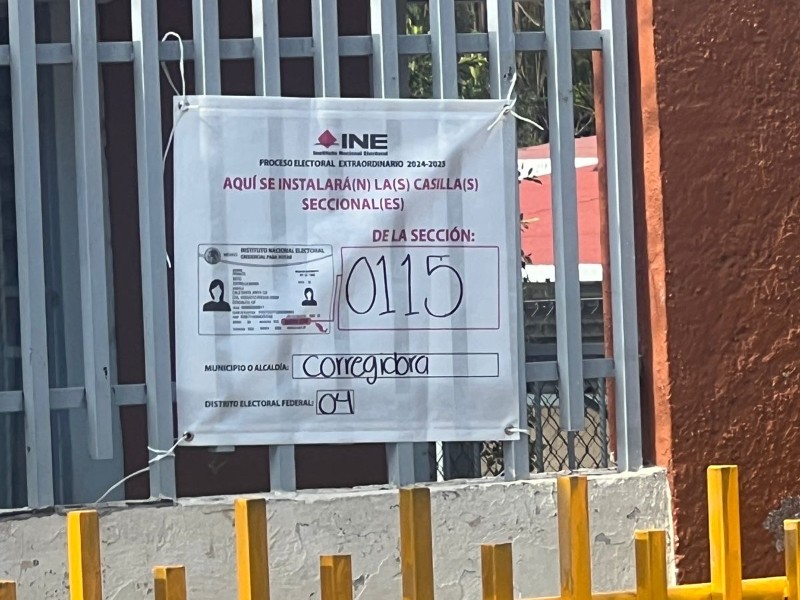 INE
Instituto Nacional Electoral
PROCESO ELECTORAL EXTRAORDINARIO 2024-2025
AQUÍ SE INSTALARÁ(N) LA(S) CASILLA(S)
SECCIONAL(ES)
DE LA SECCIÓN:
INSTITUTO NACIONAL ELECTORAL
CREDENCIAL PARA VOTAR
0115
MUNICIPIO O ALCALDÍA: Corregidora
DISTRITO ELECTORAL FEDERAL: 04